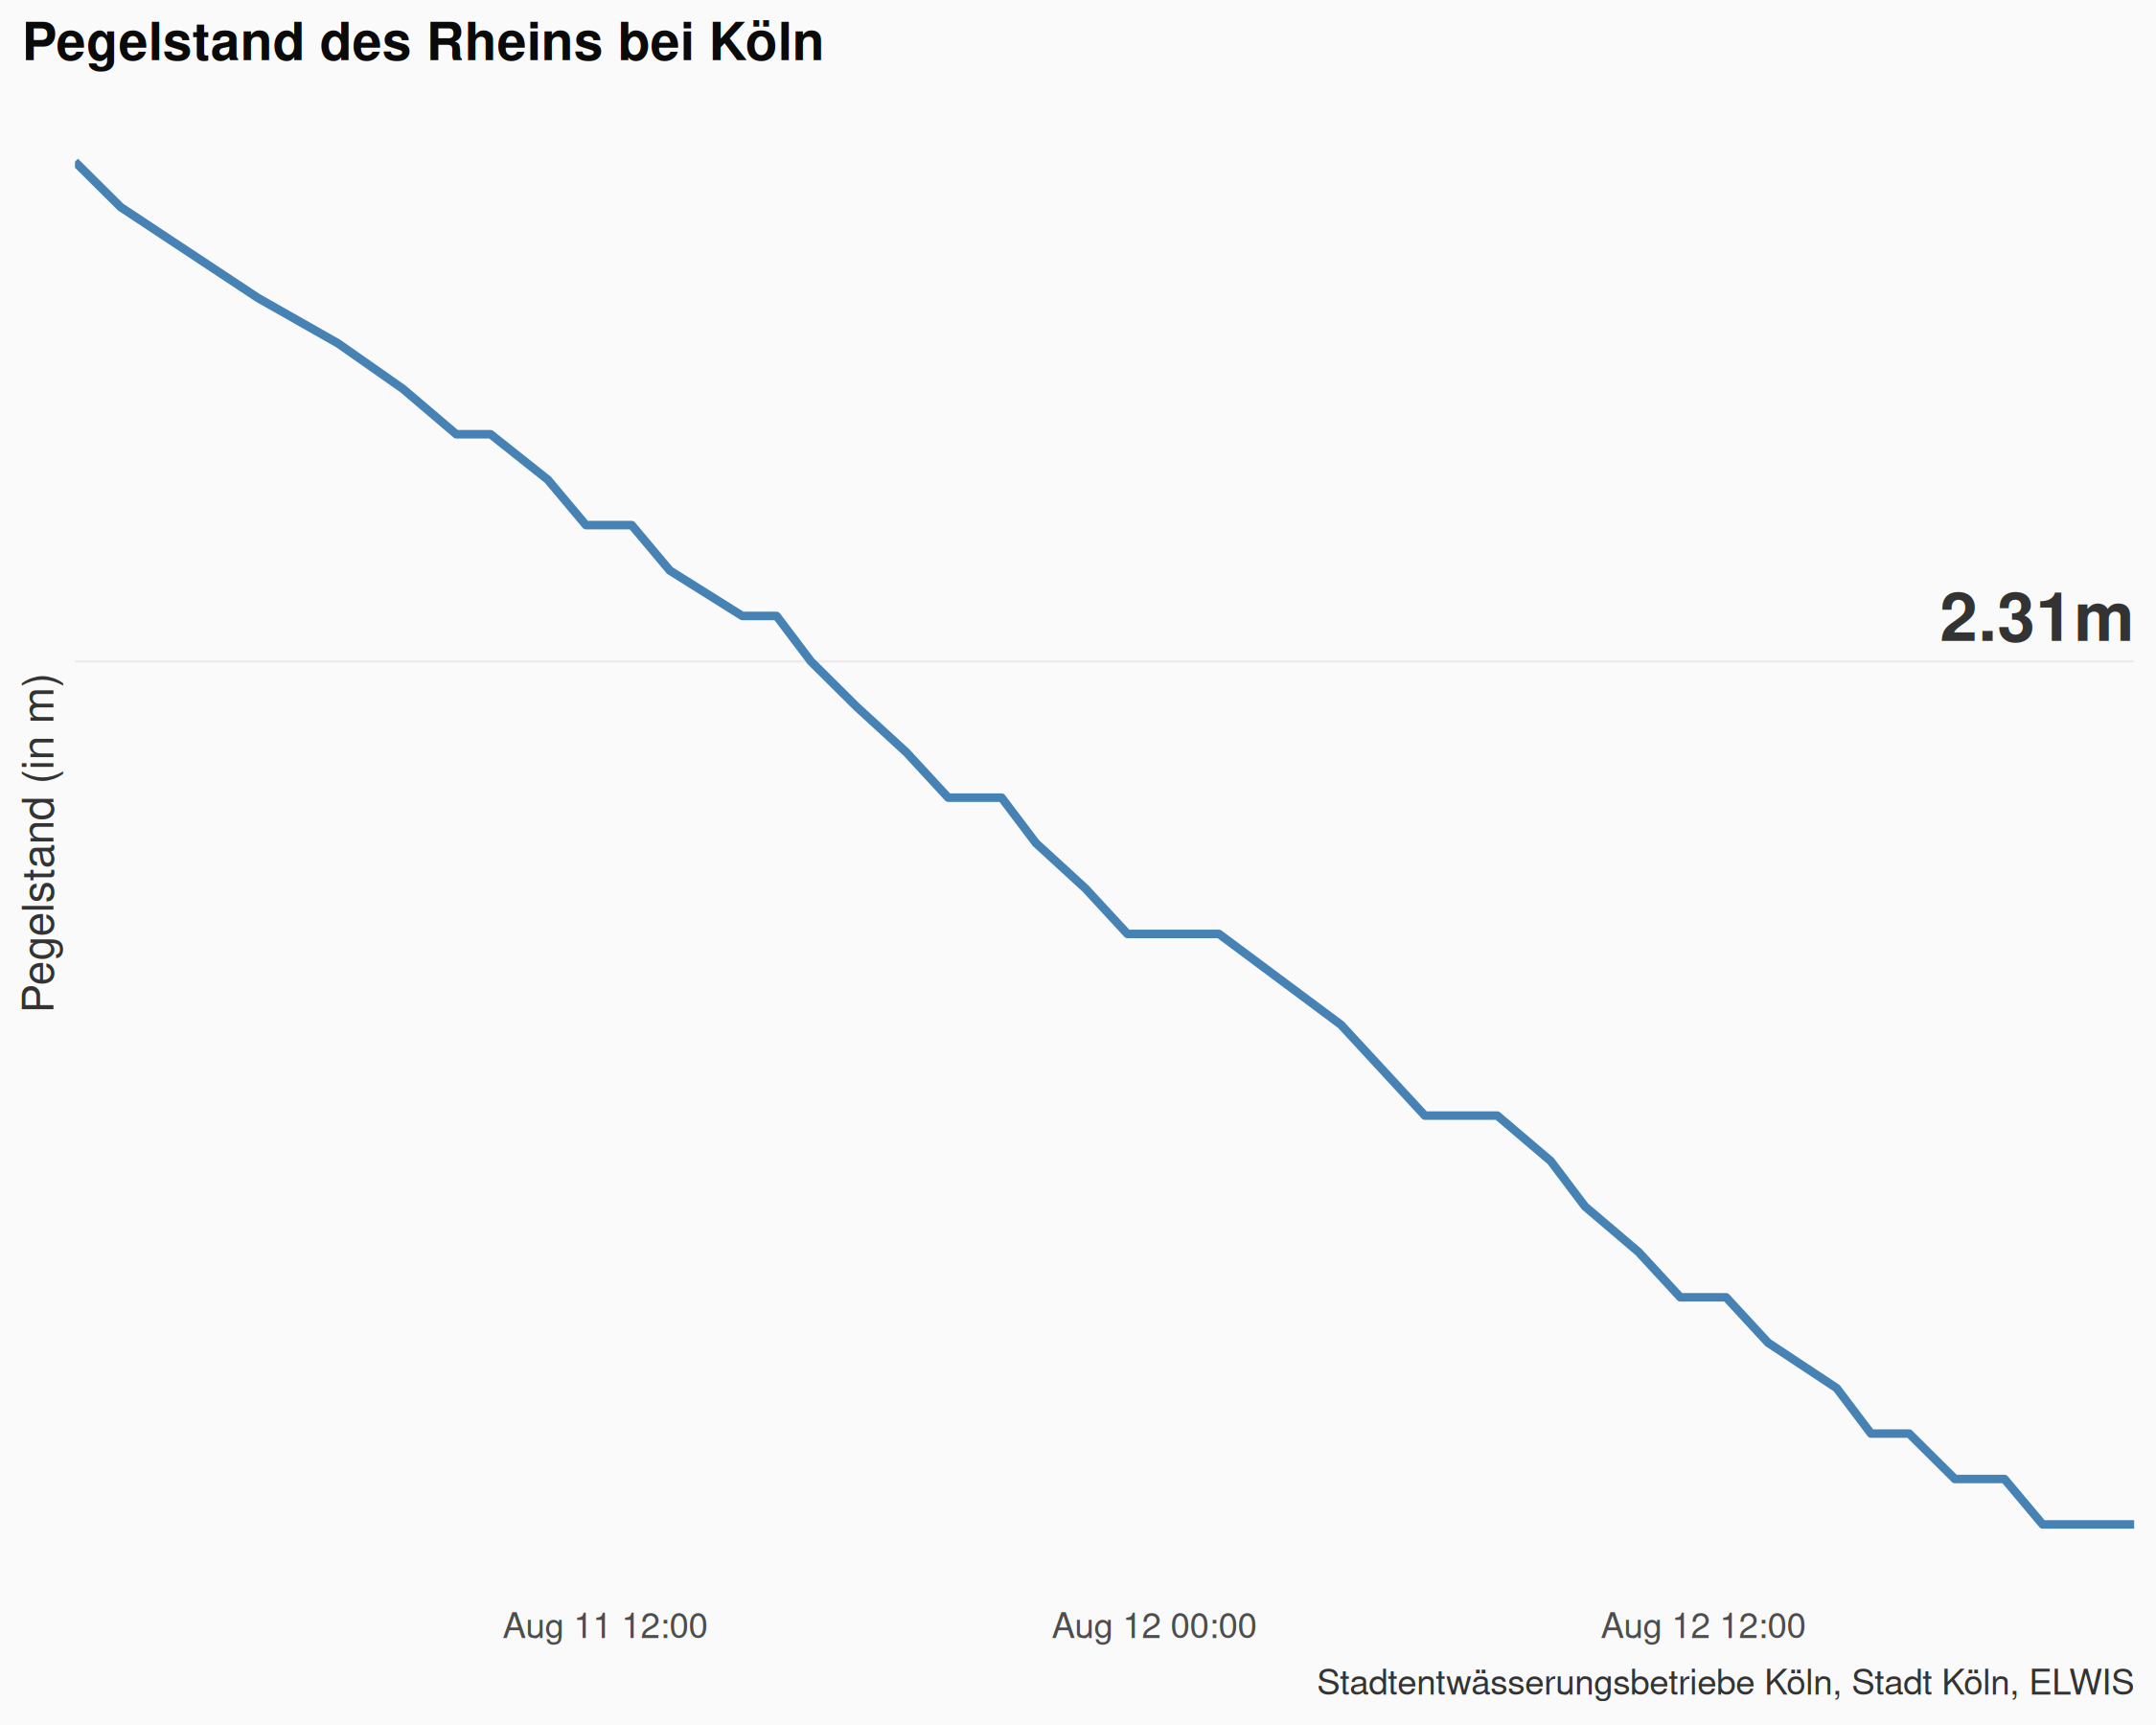 Pegelstand des Rheins bei Köln
2.31m
Pegelstand (in m)
Aug 11 12:00
Aug 12 00:00
Aug 12 12:00
Stadtentwässerungsbetriebe Köln, Stadt Köln, ELWIS